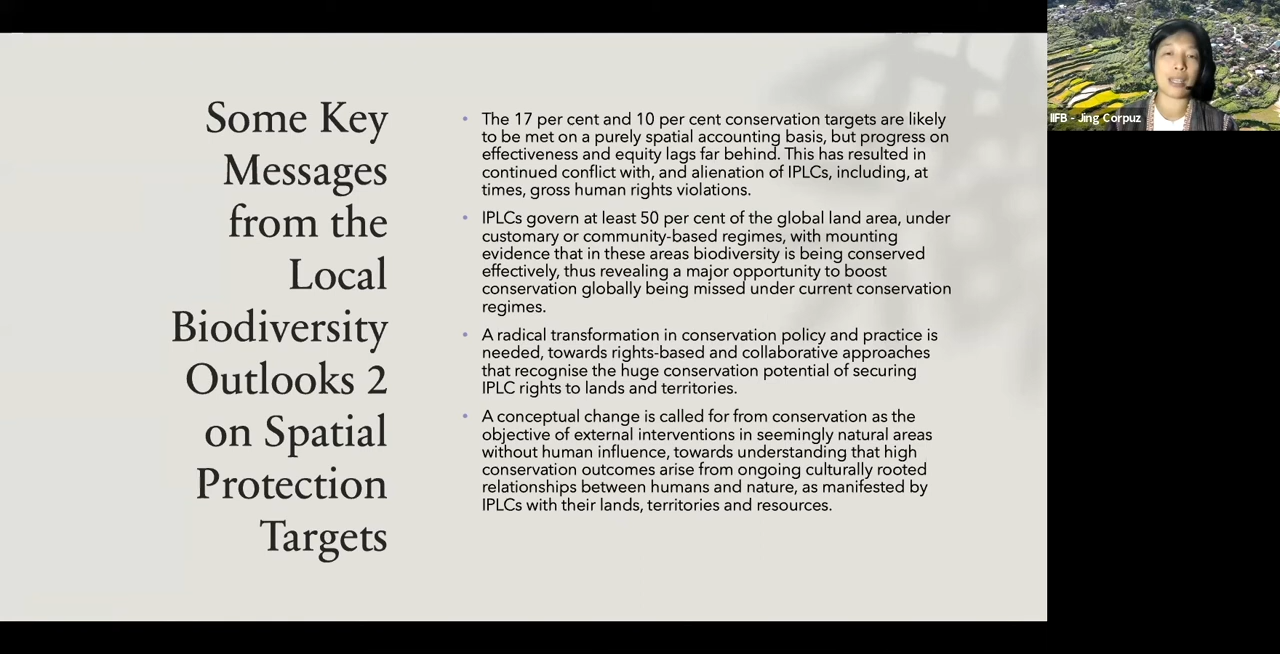 Some Key
Messages
from the
Local
Biodiversity
Outlooks 2
on Spatial
Protection
Targets
• The 17 per cent and 10 per cent conservation targets are likely
to be met on a purely spatial accounting basis, but progress on
effectiveness and equity lags far behind. This has resulted in
continued conflict with, and alienation of IPLCs, including, at
times, gross human rights violations.
• IPLCs govern at least 50 per cent of the global land area, under
customary or community-based regimes, with mounting
evidence that in these areas biodiversity is being conserved
effectively, thus revealing a major opportunity to boost
conservation globally being missed under current conservation
regimes.
• A radical transformation in conservation policy and practice is
needed, towards rights-based and collaborative approaches
that recognise the huge conservation potential of securing
IPLC rights to lands and territories.
• A conceptual change is called for from conservation as the
objective of external interventions in seemingly natural areas
without human influence, towards understanding that high
conservation outcomes arise from ongoing culturally rooted
relationships between humans and nature, as manifested by
IPLCs with their lands, territories and resources.
IIFB - Jing Corpuz